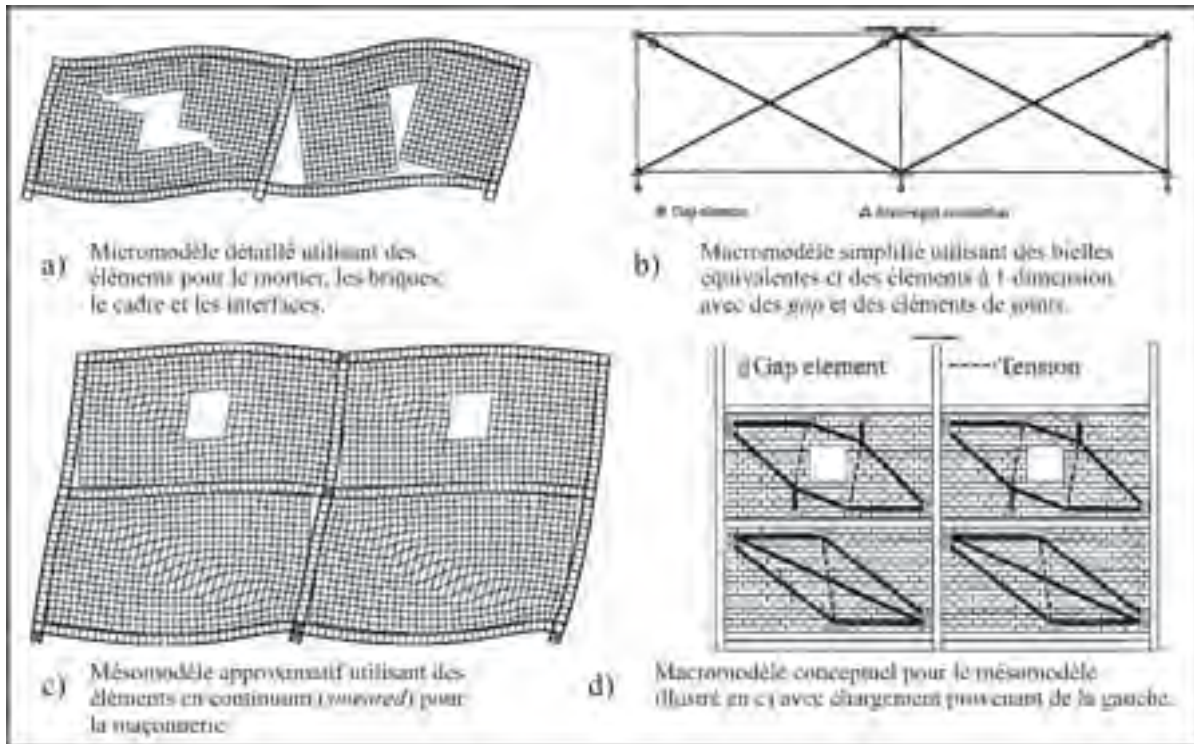 Gap element
a) Micromodèle détaillé utilisant des
éléments pour le mortier, les briques,
le cadre et les interfaces.
b) Macromodèle simplifié utilisant des bielles
équivalentes et des éléments à 1 dimension
avec des gap et des éléments de joints.
Gap element
Tension
c) Mésomodèle approximatif utilisant des
éléments en continuum (smeared) pour
la maçonnerie
d) Macromodèle conceptuel pour le mésomodèle
illustré en c) avec chargement provenant de la gauche.